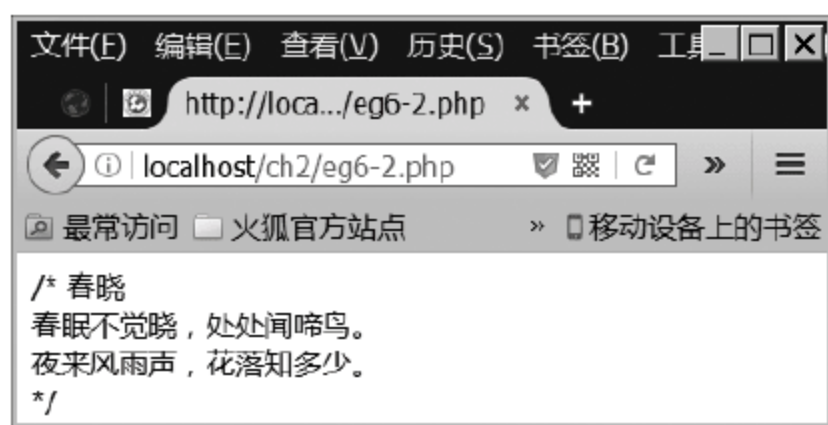 文件(F) 编辑(E) 查看(V) 历史(S) 书签(B) 工具
http://loca.../eg6-2.php × +
localhost/ch2/eg6-2.php
最常访问 火狐官方站点 » 移动设备上的书签
/* 春晓
春眠不觉晓，处处闻啼鸟。
夜来风雨声，花落知多少。
*/